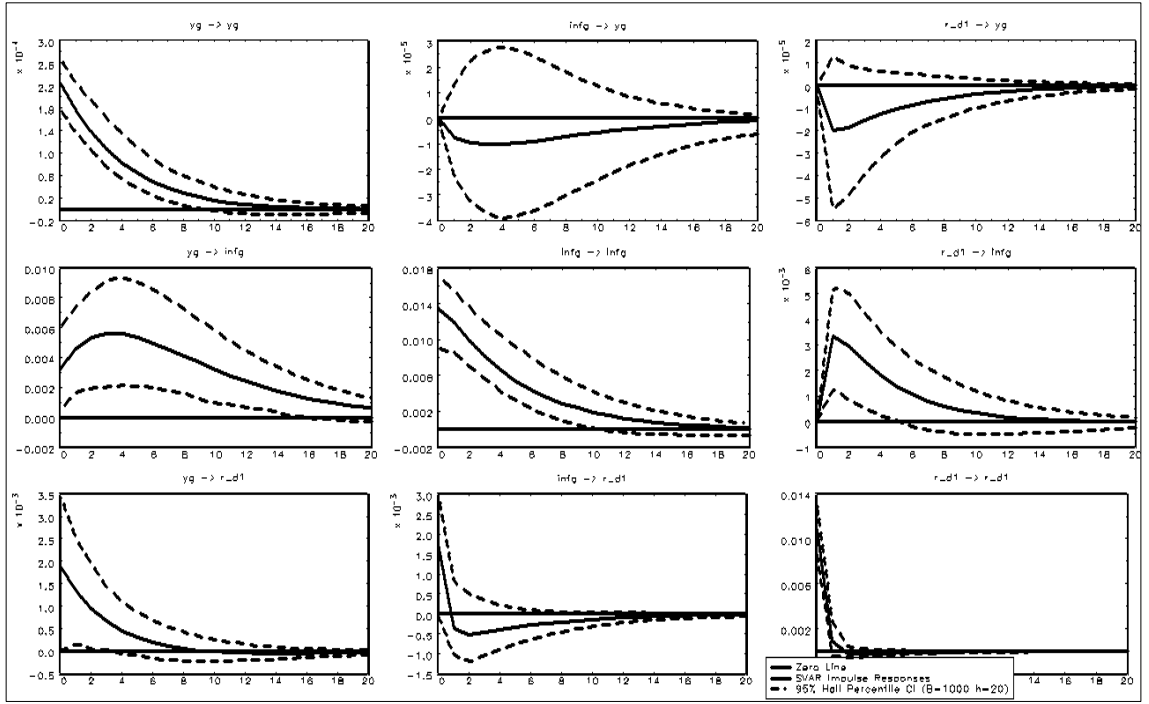 yg -> yg
x 10⁻⁴
3.0
2.6
2.2
1.8
1.4
1.0
0.6
0.2
-0.2
0 2 4 6 8 10 12 14 16 18 20
infg -> yg
x 10⁻⁵
3
2
1
0
-1
-2
-3
-4
0 2 4 6 8 10 12 14 16 18 20
r_d1 -> yg
x 10⁻⁵
2
1
0
-1
-2
-3
-4
-5
-6
0 2 4 6 8 10 12 14 16 18 20
yg -> infg
0.010
0.008
0.006
0.004
0.002
0.000
-0.002
0 2 4 6 8 10 12 14 16 18 20
infg -> infg
0.018
0.014
0.010
0.006
0.002
-0.002
0 2 4 6 8 10 12 14 16 18 20
r_d1 -> infg
x 10⁻³
6
5
4
3
2
1
0
-1
0 2 4 6 8 10 12 14 16 18 20
yg -> r_d1
x 10⁻³
3.5
3.0
2.5
2.0
1.5
1.0
0.5
0.0
-0.5
0 2 4 6 8 10 12 14 16 18 20
infg -> r_d1
x 10⁻³
3.0
2.5
2.0
1.5
1.0
0.5
0.0
-0.5
-1.0
-1.5
0 2 4 6 8 10 12 14 16 18 20
r_d1 -> r_d1
0.014
0.010
0.006
0.002
18 20
Zero Line
SVAR Impulse Responses
95% Hall Percentile CI (B=1000 h=20)